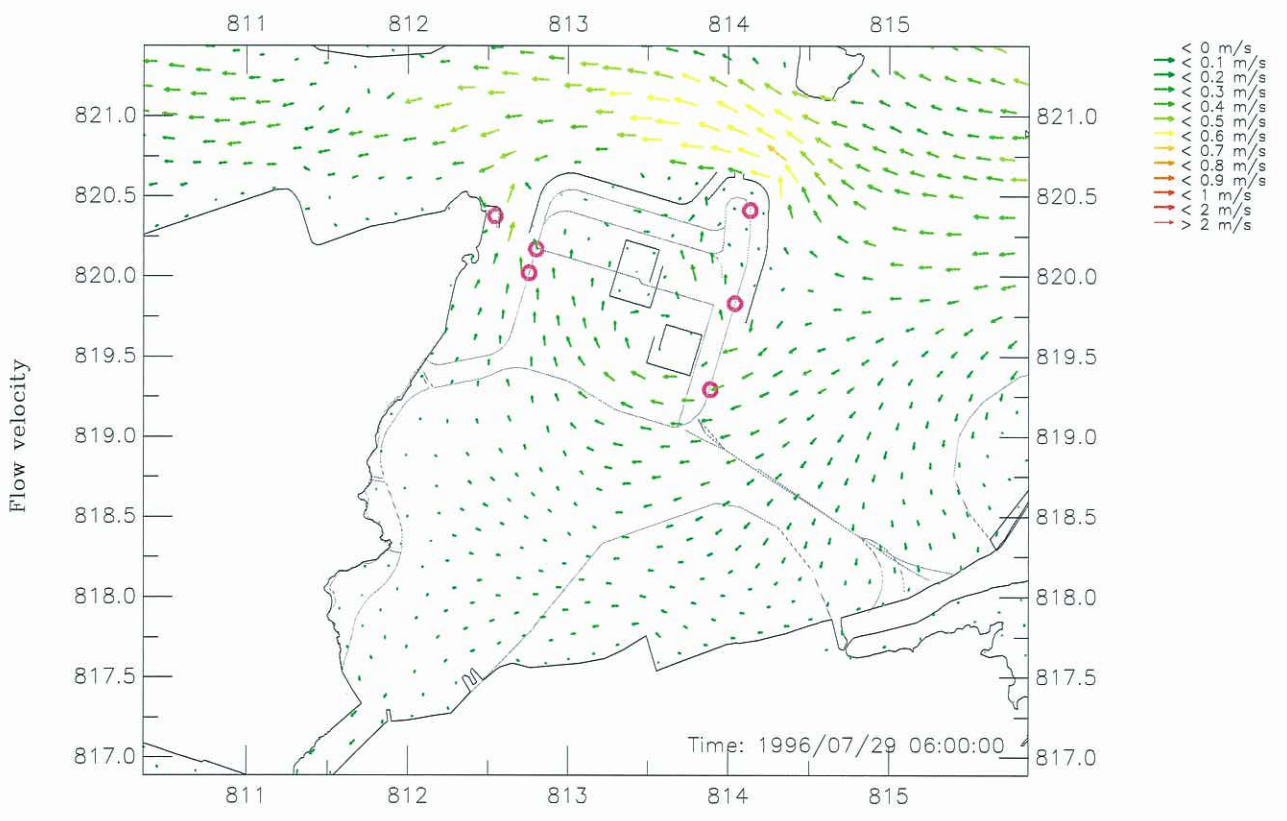 811 812 813 814 815
< 0 m/s
< 0.1 m/s
< 0.2 m/s
< 0.3 m/s
< 0.4 m/s
< 0.5 m/s
< 0.6 m/s
< 0.7 m/s
< 0.8 m/s
< 0.9 m/s
< 1 m/s
< 2 m/s
> 2 m/s
821.0 821.0
820.5 820.5
820.0 820.0
819.5 819.5
Flow velocity
819.0 819.0
818.5 818.5
818.0 818.0
817.5 817.5
Time: 1996/07/29 06:00:00
817.0 817.0
811 812 813 814 815